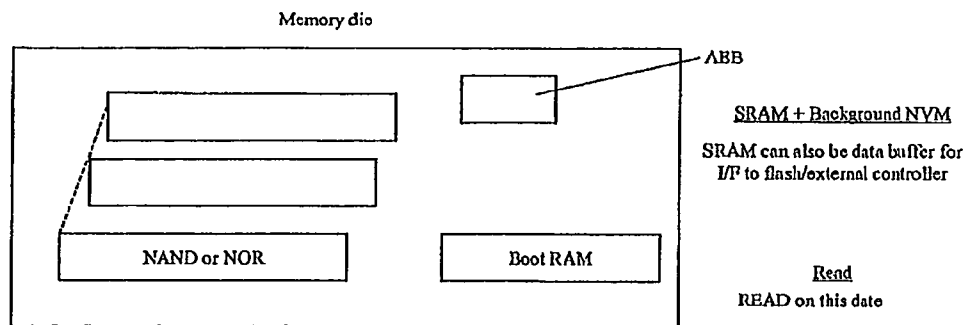 Memory die
ABB
SRAM + Background NVM
SRAM can also be data buffer for
I/F to flash/external controller
NAND or NOR
Boot RAM
Read
READ on this date